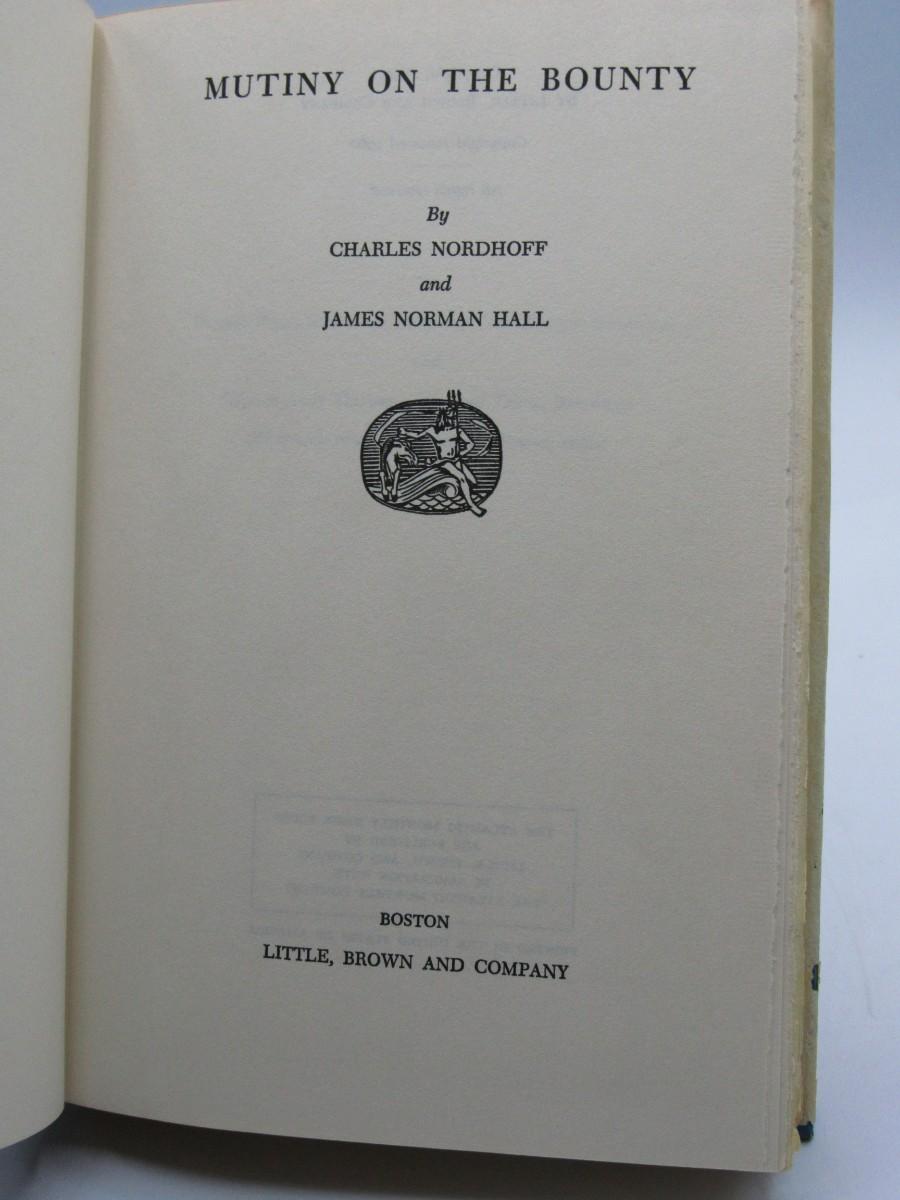 MUTINY ON THE BOUNTY
By
CHARLES NORDHOFF
and
JAMES NORMAN HALL
BOSTON
LITTLE, BROWN AND COMPANY